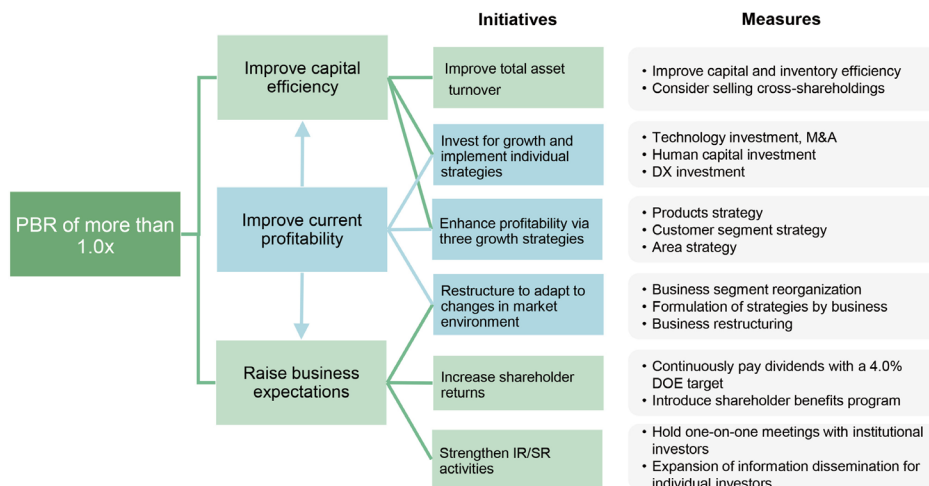 Initiatives
Measures
Improve capital
efficiency
Improve total asset
turnover
• Improve capital and inventory efficiency
• Consider selling cross-shareholdings
Invest for growth and
implement individual
strategies
• Technology investment, M&A
• Human capital investment
• DX investment
PBR of more than
1.0x
Improve current
profitability
Enhance profitability via
three growth strategies
• Products strategy
• Customer segment strategy
• Area strategy
Restructure to adapt to
changes in market
environment
• Business segment reorganization
• Formulation of strategies by business
• Business restructuring
Raise business
expectations
Increase shareholder
returns
• Continuously pay dividends with a 4.0%
DOE target
• Introduce shareholder benefits program
Strengthen IR/SR
activities
• Hold one-on-one meetings with institutional
investors
• Expansion of information dissemination for
individual investors